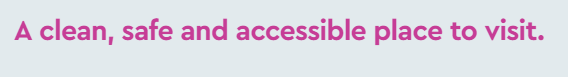 A clean, safe and accessible place to visit.